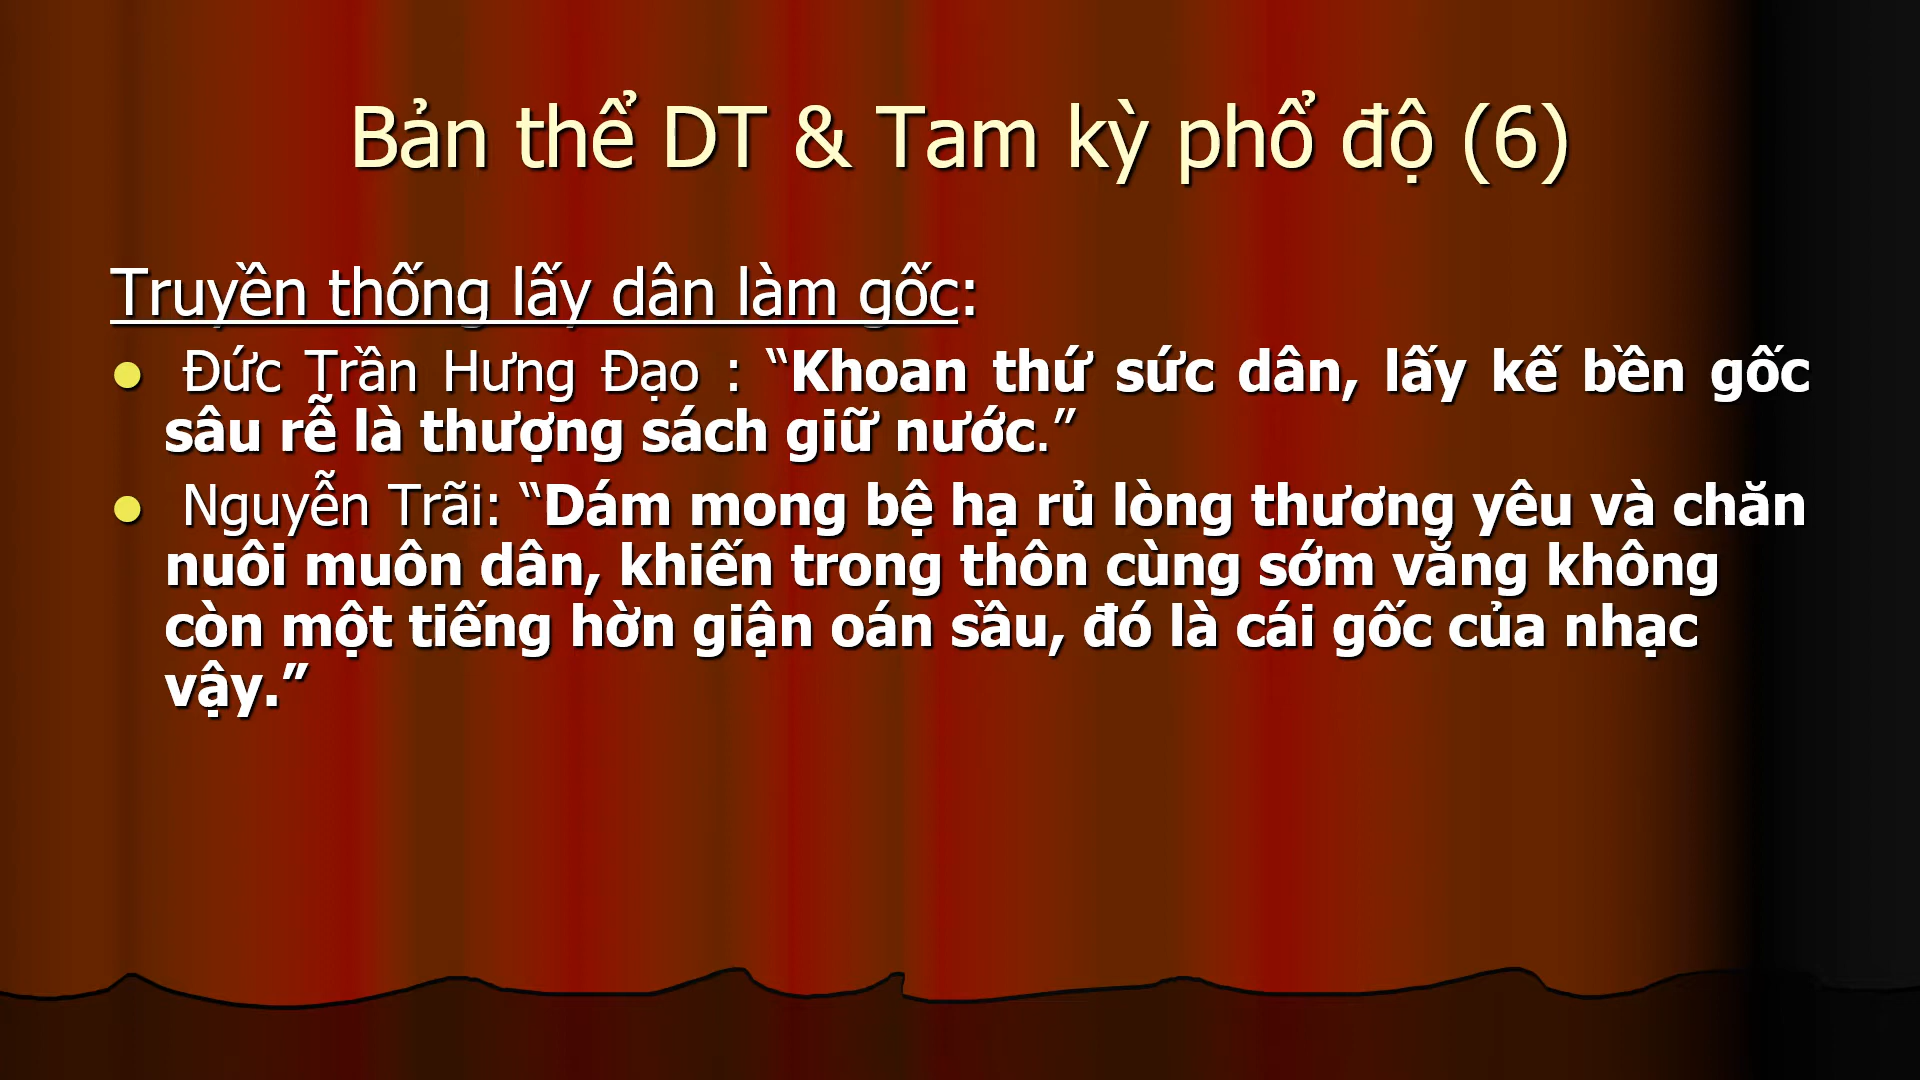 Bản thể DT & Tam kỳ phổ độ (6)
Truyền thống lấy dân làm gốc:
● Đức Trần Hưng Đạo : “Khoan thứ sức dân, lấy kế bền gốc
sâu rễ là thượng sách giữ nước.”
● Nguyễn Trãi: “Dám mong bệ hạ rủ lòng thương yêu và chăn
nuôi muôn dân, khiến trong thôn cùng sớm vắng không
còn một tiếng hờn giận oán sầu, đó là cái gốc của nhạc
vậy.”